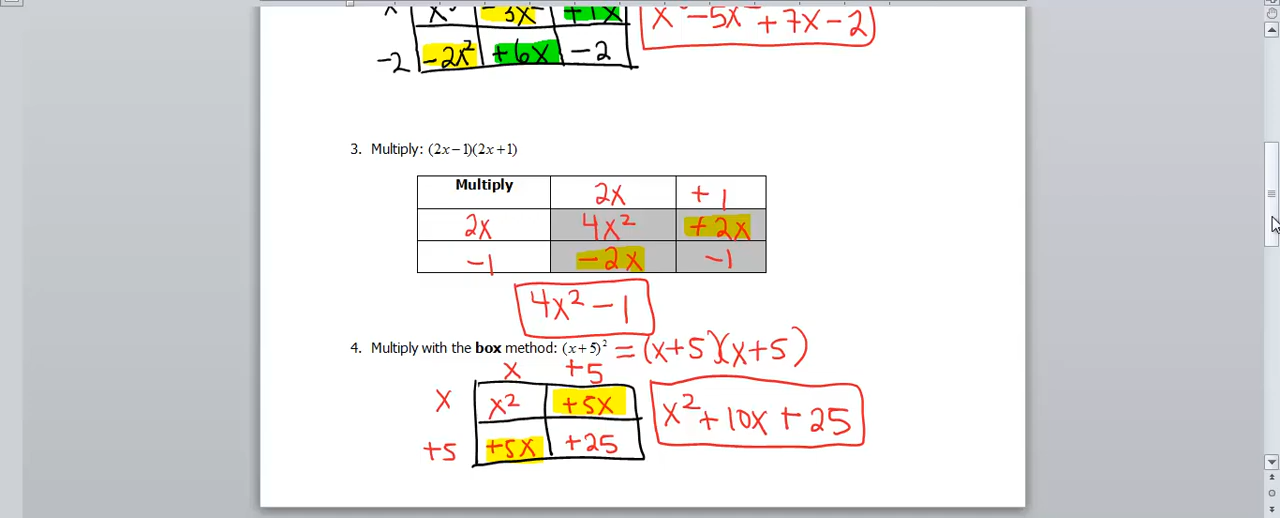 x³ −5x² +7x −2
-2 −2x² +6x −2
3. Multiply: (2x−1)(2x+1)
Multiply 2x +1
2x 4x² +2x
−1 −2x −1
4x² − 1
4. Multiply with the box method: (x+5)² = (x+5)(x+5)
x +5
x x² +5x
+5 +5x +25
x² + 10x + 25